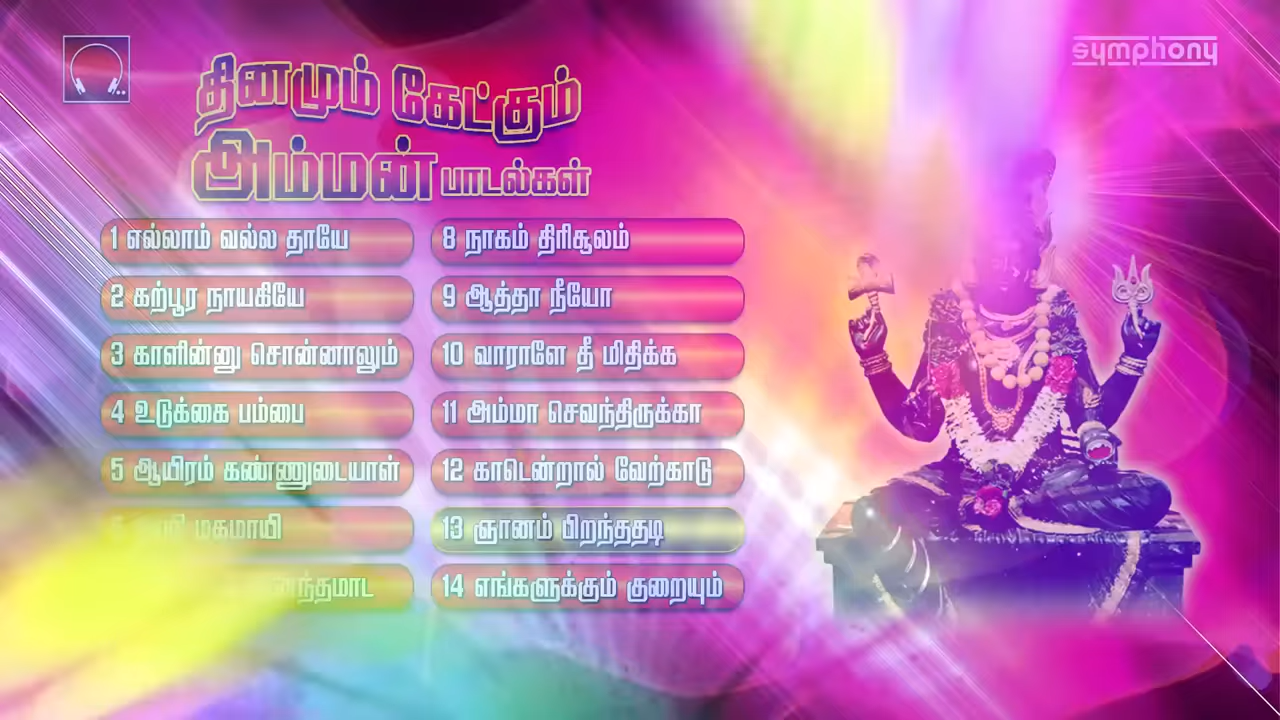 symphony
தினமும் கேட்கும்
அம்மன் பாடல்கள்
1 எல்லாம் வல்ல தாயே
2 கற்பூர நாயகியே
3 காளின்னு சொன்னாலும்
4 உடுக்கை பம்பை
5 ஆயிரம் கண்ணுடையாள்
மகமாயி
8 நாகம் திரிசூலம்
9 ஆத்தா நீயோ
10 வாராளே தீ மிதிக்க
11 அம்மா செவந்திருக்கா
12 காடென்றால் வேற்காடு
13 ஞானம் பிறந்ததடி
14 எங்களுக்கும் குறையும்